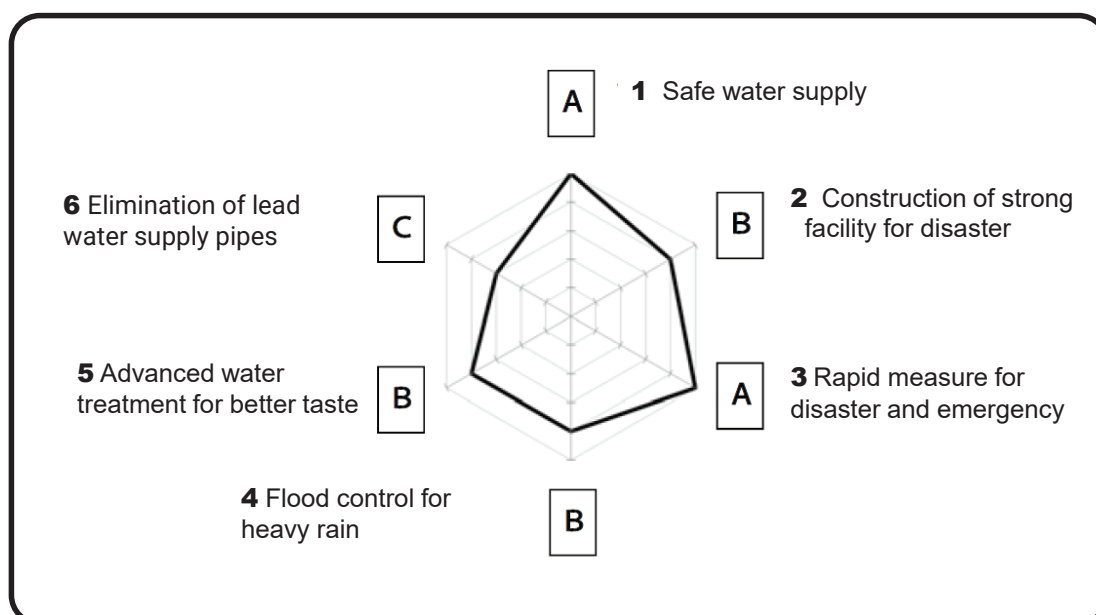 A
1 Safe water supply
B
2 Construction of strong
facility for disaster
A
3 Rapid measure for
disaster and emergency
B
4 Flood control for
heavy rain
B
5 Advanced water
treatment for better taste
C
6 Elimination of lead
water supply pipes